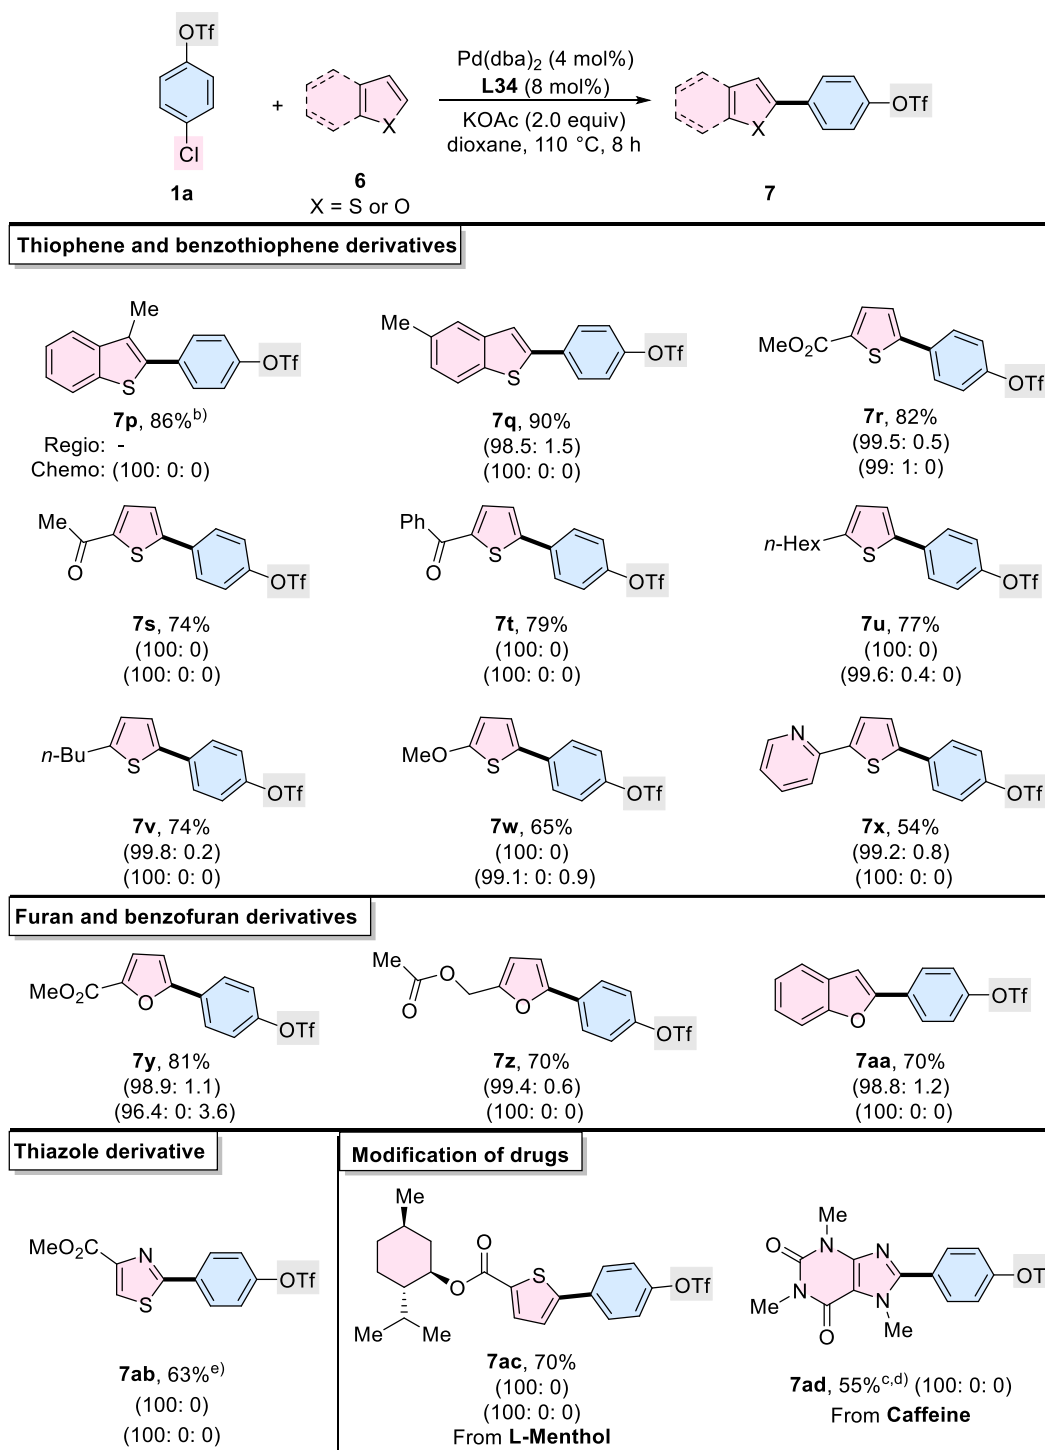 OTf
Cl
1a
+
X
6
X = S or O
Pd(dba)2 (4 mol%)
L34 (8 mol%)
KOAc (2.0 equiv)
dioxane, 110 °C, 8 h
X
OTf
7
Thiophene and benzothiophene derivatives
Me
S
OTf
7p, 86%b)
Regio: -
Chemo: (100: 0: 0)
Me
S
OTf
7q, 90%
(98.5: 1.5)
(100: 0: 0)
MeO2C
S
OTf
7r, 82%
(99.5: 0.5)
(99: 1: 0)
Me
O
S
OTf
7s, 74%
(100: 0)
(100: 0: 0)
Ph
O
S
OTf
7t, 79%
(100: 0)
(100: 0: 0)
n-Hex
S
OTf
7u, 77%
(100: 0)
(99.6: 0.4: 0)
n-Bu
S
OTf
7v, 74%
(99.8: 0.2)
(100: 0: 0)
MeO
S
OTf
7w, 65%
(100: 0)
(99.1: 0: 0.9)
N
S
OTf
7x, 54%
(99.2: 0.8)
(100: 0: 0)
Furan and benzofuran derivatives
MeO2C
O
OTf
7y, 81%
(98.9: 1.1)
(96.4: 0: 3.6)
Me
O
O
O
OTf
7z, 70%
(99.4: 0.6)
(100: 0: 0)
O
OTf
7aa, 70%
(98.8: 1.2)
(100: 0: 0)
Thiazole derivative
MeO2C
N
S
OTf
7ab, 63%e)
(100: 0)
(100: 0: 0)
Modification of drugs
Me
O
O
S
OTf
Me
Me
7ac, 70%
(100: 0)
(100: 0: 0)
From L-Menthol
Me
O
N
N
Me
N
O
N
Me
7ad, 55%c,d) (100: 0: 0)
From Caffeine